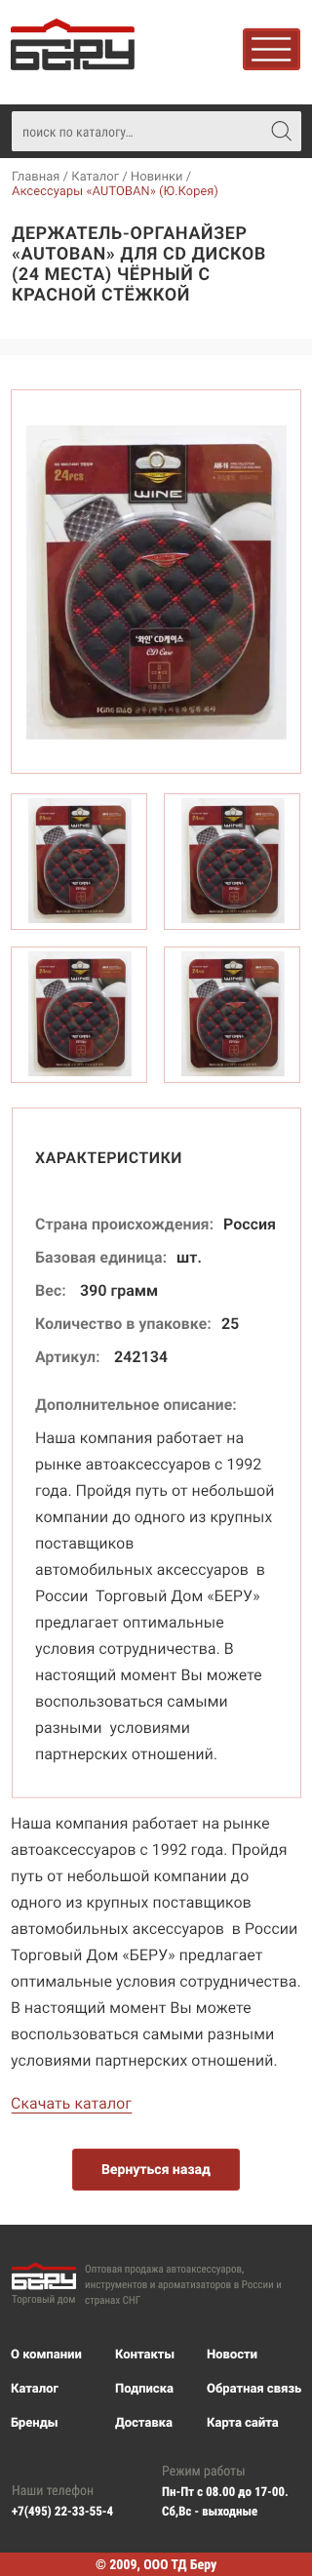 БЕРУ
поиск по каталогу...
Главная / Каталог / Новинки /
Аксессуары «AUTOBAN» (Ю.Корея)
ДЕРЖАТЕЛЬ-ОРГАНАЙЗЕР
«AUTOBAN» ДЛЯ CD ДИСКОВ
(24 МЕСТА) ЧЁРНЫЙ С
КРАСНОЙ СТЁЖКОЙ
24PCS
WINE
'와인' CD케이스
CD Case
ХАРАКТЕРИСТИКИ
Страна происхождения: Россия
Базовая единица: шт.
Вес: 390 грамм
Количество в упаковке: 25
Артикул: 242134
Дополнительное описание:
Наша компания работает на
рынке автоаксессуаров с 1992
года. Пройдя путь от небольшой
компании до одного из крупных
поставщиков
автомобильных аксессуаров в
России Торговый Дом «БЕРУ»
предлагает оптимальные
условия сотрудничества. В
настоящий момент Вы можете
воспользоваться самыми
разными условиями
партнерских отношений.
Наша компания работает на рынке
автоаксессуаров с 1992 года. Пройдя
путь от небольшой компании до
одного из крупных поставщиков
автомобильных аксессуаров в России
Торговый Дом «БЕРУ» предлагает
оптимальные условия сотрудничества.
В настоящий момент Вы можете
воспользоваться самыми разными
условиями партнерских отношений.
Скачать каталог
Вернуться назад
БЕРУ
Торговый дом
Оптовая продажа автоаксессуаров,
инструментов и ароматизаторов в России и
странах СНГ
О компании Контакты Новости
Каталог Подписка Обратная связь
Бренды Доставка Карта сайта
Наши телефон
+7(495) 22-33-55-4
Режим работы
Пн-Пт с 08.00 до 17-00.
Сб,Вс - выходные
© 2009, ООО ТД Беру